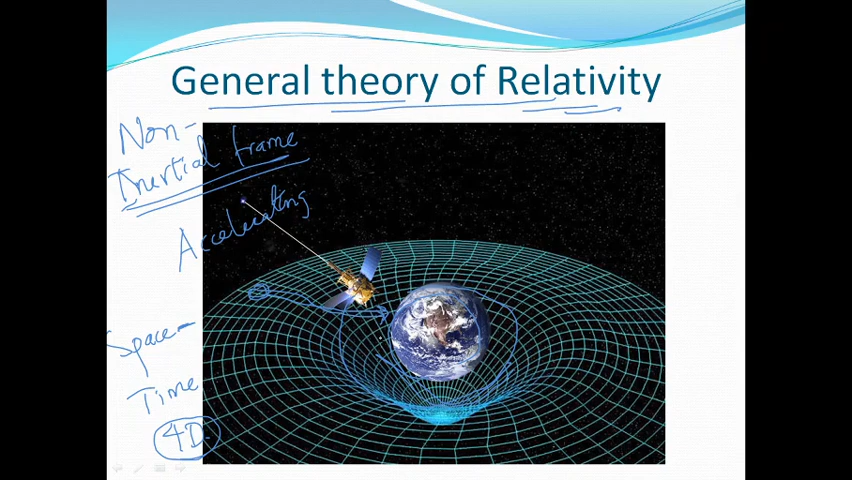 General theory of Relativity
Non-
Inertial frame
Accelerating
Space-
Time
4D